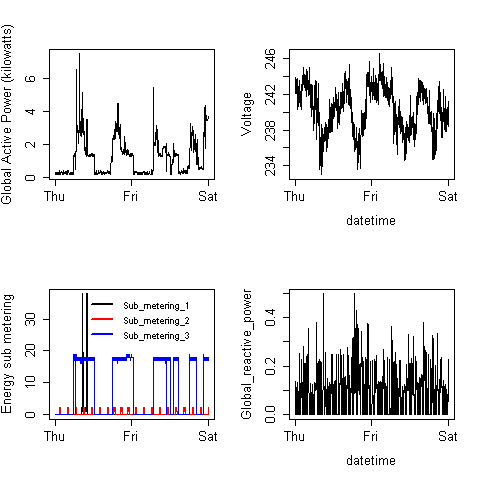 Global Active Power (kilowatts)
0 2 4 6
Thu Fri Sat
Voltage
234 238 242 246
Thu Fri Sat
datetime
Energy sub metering
0 10 20 30
Sub_metering_1
Sub_metering_2
Sub_metering_3
Thu Fri Sat
Global_reactive_power
0.0 0.2 0.4
Thu Fri Sat
datetime